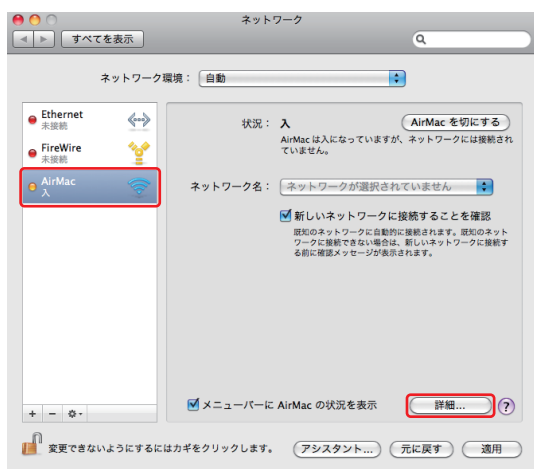 ネットワーク
すべてを表示
ネットワーク環境： 自動
Ethernet
未接続
FireWire
未接続
AirMac
入
状況： 入
AirMac を切にする
AirMac は入になっていますが、ネットワークには接続され
ていません。
ネットワーク名： ネットワークが選択されていません
新しいネットワークに接続することを確認
既知のネットワークに自動的に接続されます。既知のネット
ワークに接続できない場合は、新しいネットワークに接続す
る前に確認メッセージが表示されます。
メニューバーに AirMac の状況を表示
詳細...
?
変更できないようにするにはカギをクリックします。
アシスタント...
元に戻す
適用